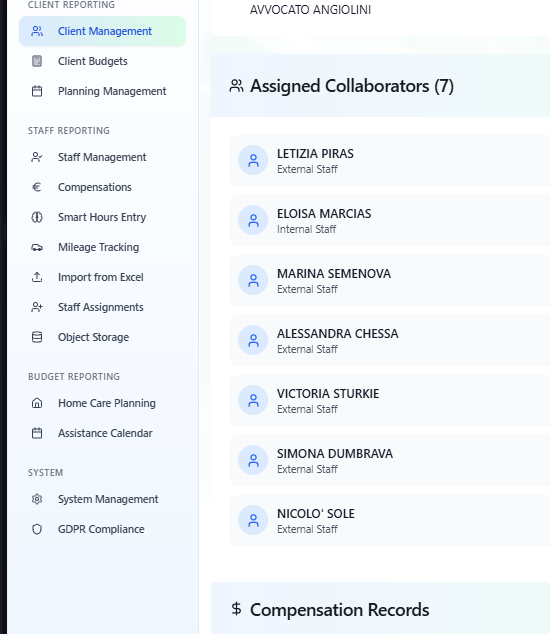 CLIENT REPORTING
Client Management
Client Budgets
Planning Management
STAFF REPORTING
Staff Management
Compensations
Smart Hours Entry
Mileage Tracking
Import from Excel
Staff Assignments
Object Storage
BUDGET REPORTING
Home Care Planning
Assistance Calendar
SYSTEM
System Management
GDPR Compliance
AVVOCATO ANGIOLINI
Assigned Collaborators (7)
LETIZIA PIRAS
External Staff
ELOISA MARCIAS
Internal Staff
MARINA SEMENOVA
External Staff
ALESSANDRA CHESSA
External Staff
VICTORIA STURKIE
External Staff
SIMONA DUMBRAVA
External Staff
NICOLO' SOLE
External Staff
Compensation Records